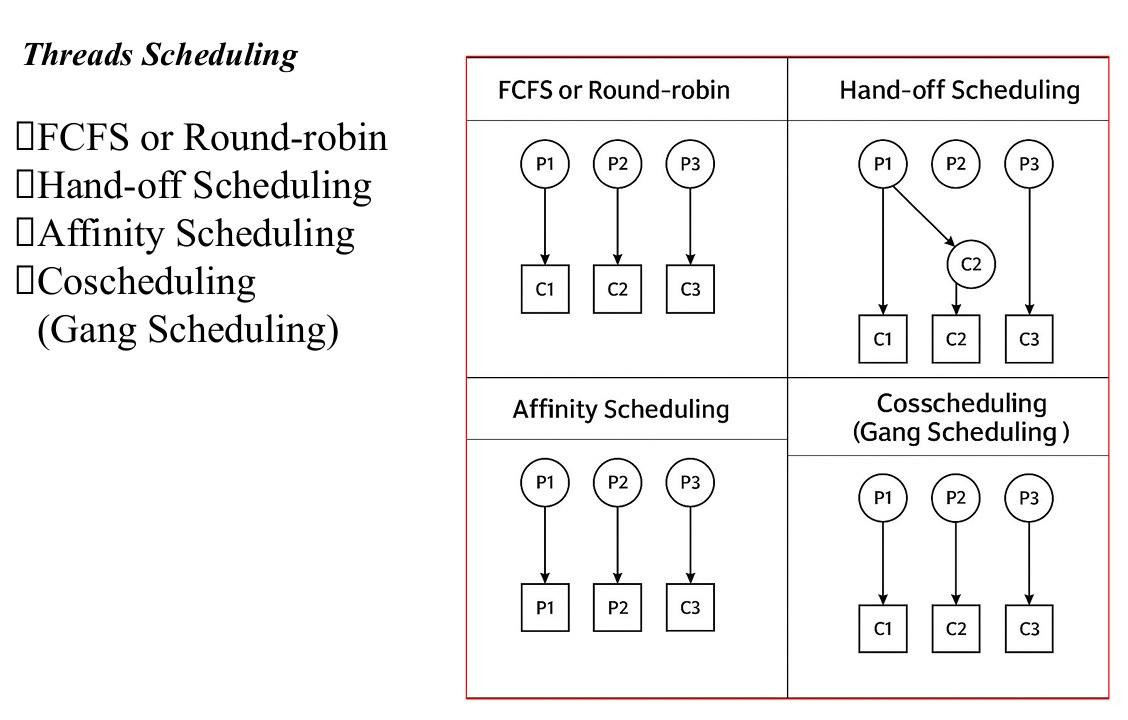 Threads Scheduling
FCFS or Round-robin
Hand-off Scheduling
Affinity Scheduling
Coscheduling
(Gang Scheduling)
FCFS or Round-robin
P1 P2 P3
C1 C2 C3
Hand-off Scheduling
P1 P2 P3
C2
C1 C2 C3
Affinity Scheduling
P1 P2 P3
P1 P2 C3
Cosscheduling
(Gang Scheduling )
P1 P2 P3
C1 C2 C3